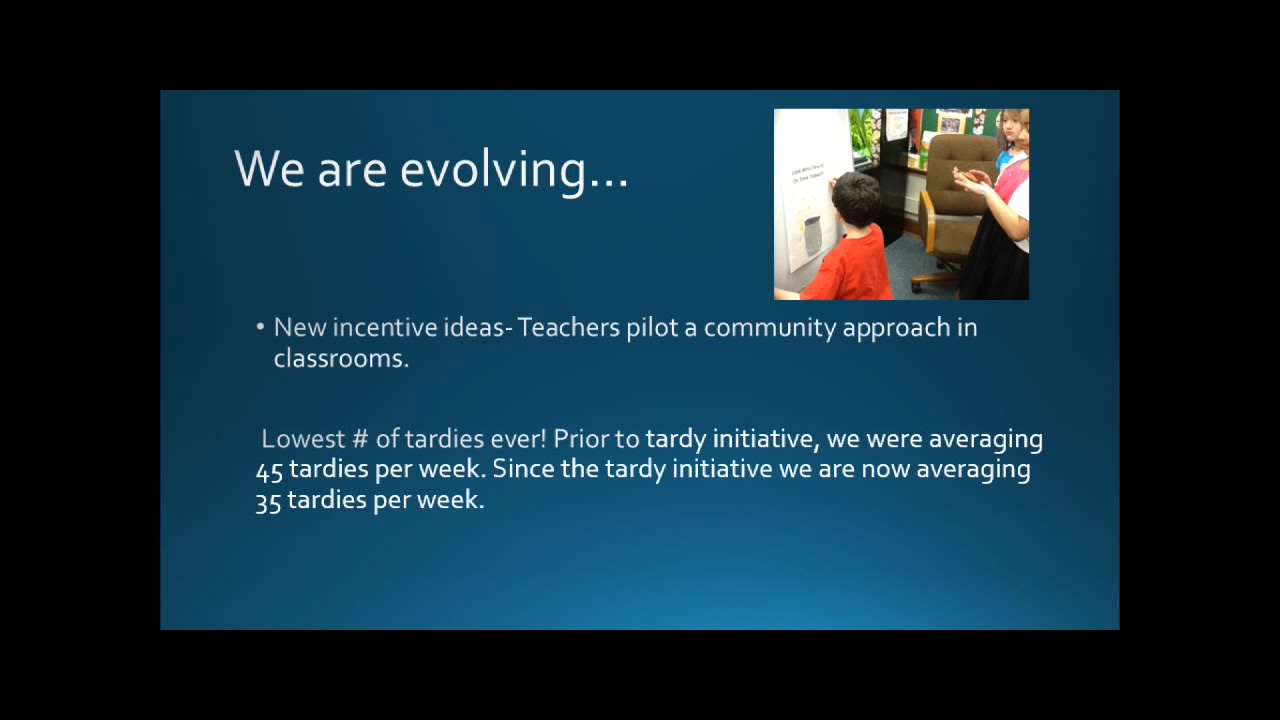 We are evolving...
• New incentive ideas- Teachers pilot a community approach in
classrooms.
Lowest # of tardies ever! Prior to tardy initiative, we were averaging
45 tardies per week. Since the tardy initiative we are now averaging
35 tardies per week.